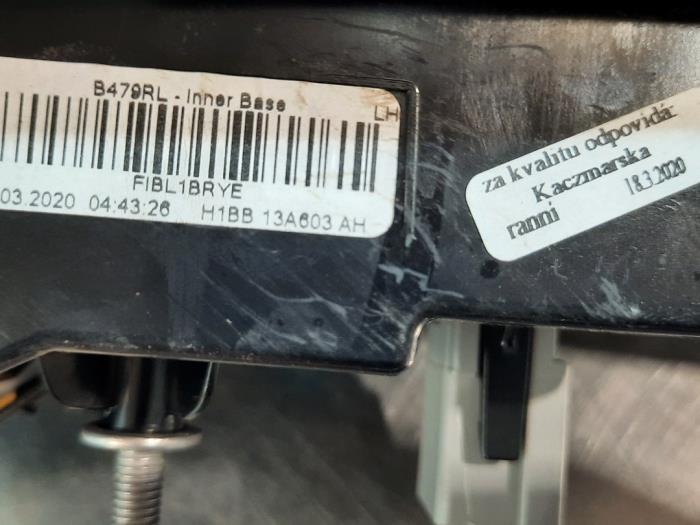 B479RL - Inner Base
LH
FIBL1BRYE
03.2020 04:43:26 H1BB 13A603 AH
za kvalitu odpovídá
Kaczmarska
ranní 18.3.2020